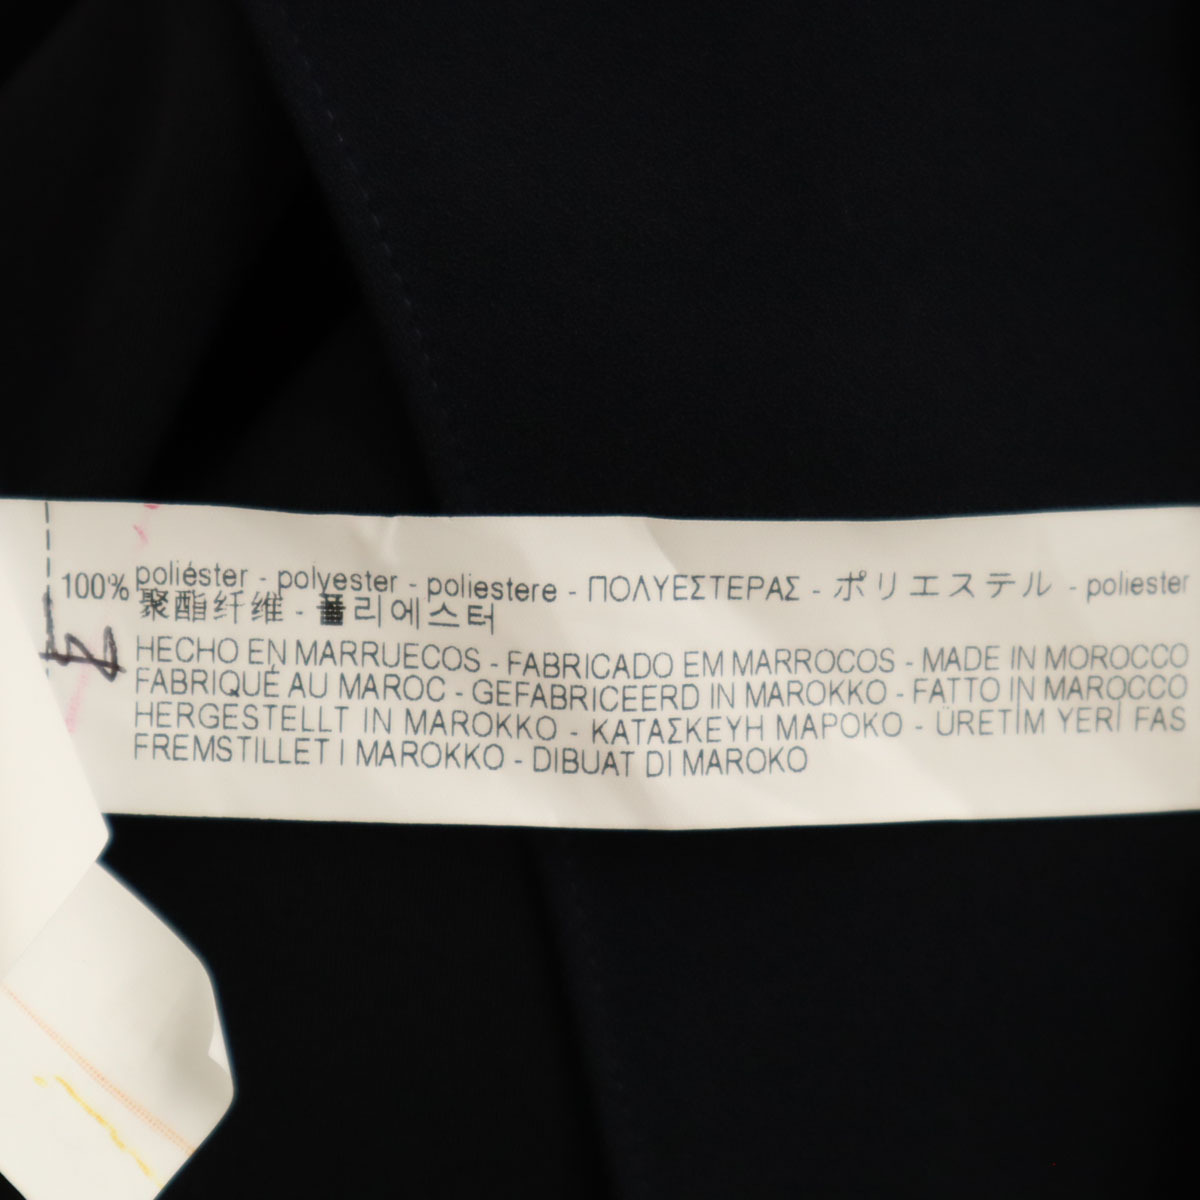 100% poliéster - polyester - poliestere - ΠΟΛΥΕΣΤΕΡΑΣ - ポリエステル - poliester
聚酯纤维 - 폴리에스터
HECHO EN MARRUECOS - FABRICADO EM MARROCOS - MADE IN MOROCCO
FABRIQUÉ AU MAROC - GEFABRICEERD IN MAROKKO - FATTO IN MAROCCO
HERGESTELLT IN MAROKKO - ΚΑΤΑΣΚΕΥΗ ΜΑΡΟΚΟ - ÜRETİM YERİ FAS
FREMSTILLET I MAROKKO - DIBUAT DI MAROKO